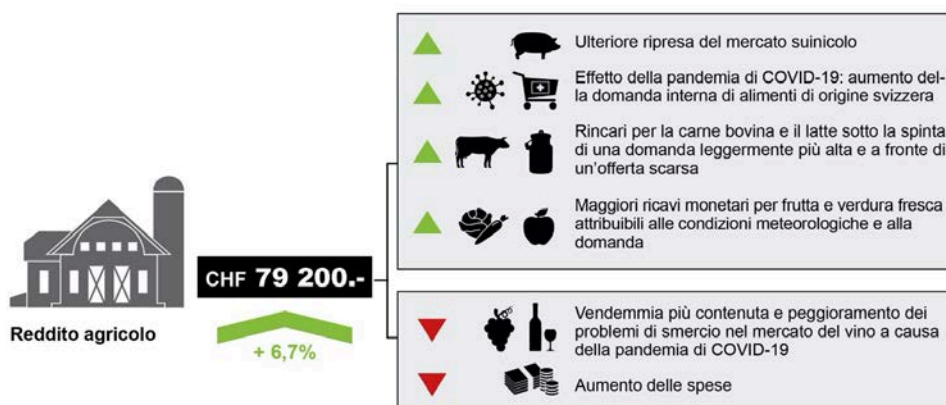 Ulteriore ripresa del mercato suinicolo
Effetto della pandemia di COVID-19: aumento del-
la domanda interna di alimenti di origine svizzera
Rincari per la carne bovina e il latte sotto la spinta
di una domanda leggermente più alta e a fronte di
un'offerta scarsa
Maggiori ricavi monetari per frutta e verdura fresca
attribuibili alle condizioni meteorologiche e alla
domanda
CHF 79 200.-
Reddito agricolo
+ 6,7%
Vendemmia più contenuta e peggioramento dei
problemi di smercio nel mercato del vino a causa
della pandemia di COVID-19
Aumento delle spese